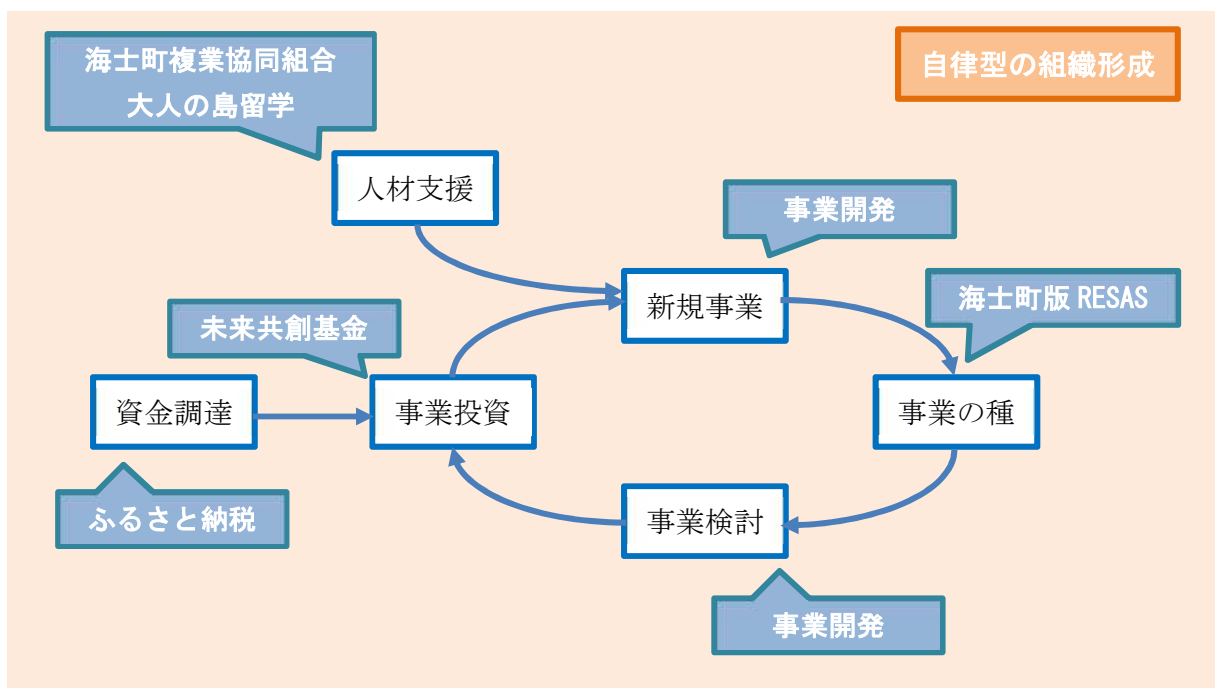 海士町複業協同組合
大人の島留学
自律型の組織形成
人材支援
事業開発
新規事業
海士町版 RESAS
未来共創基金
資金調達
事業投資
事業の種
ふるさと納税
事業検討
事業開発